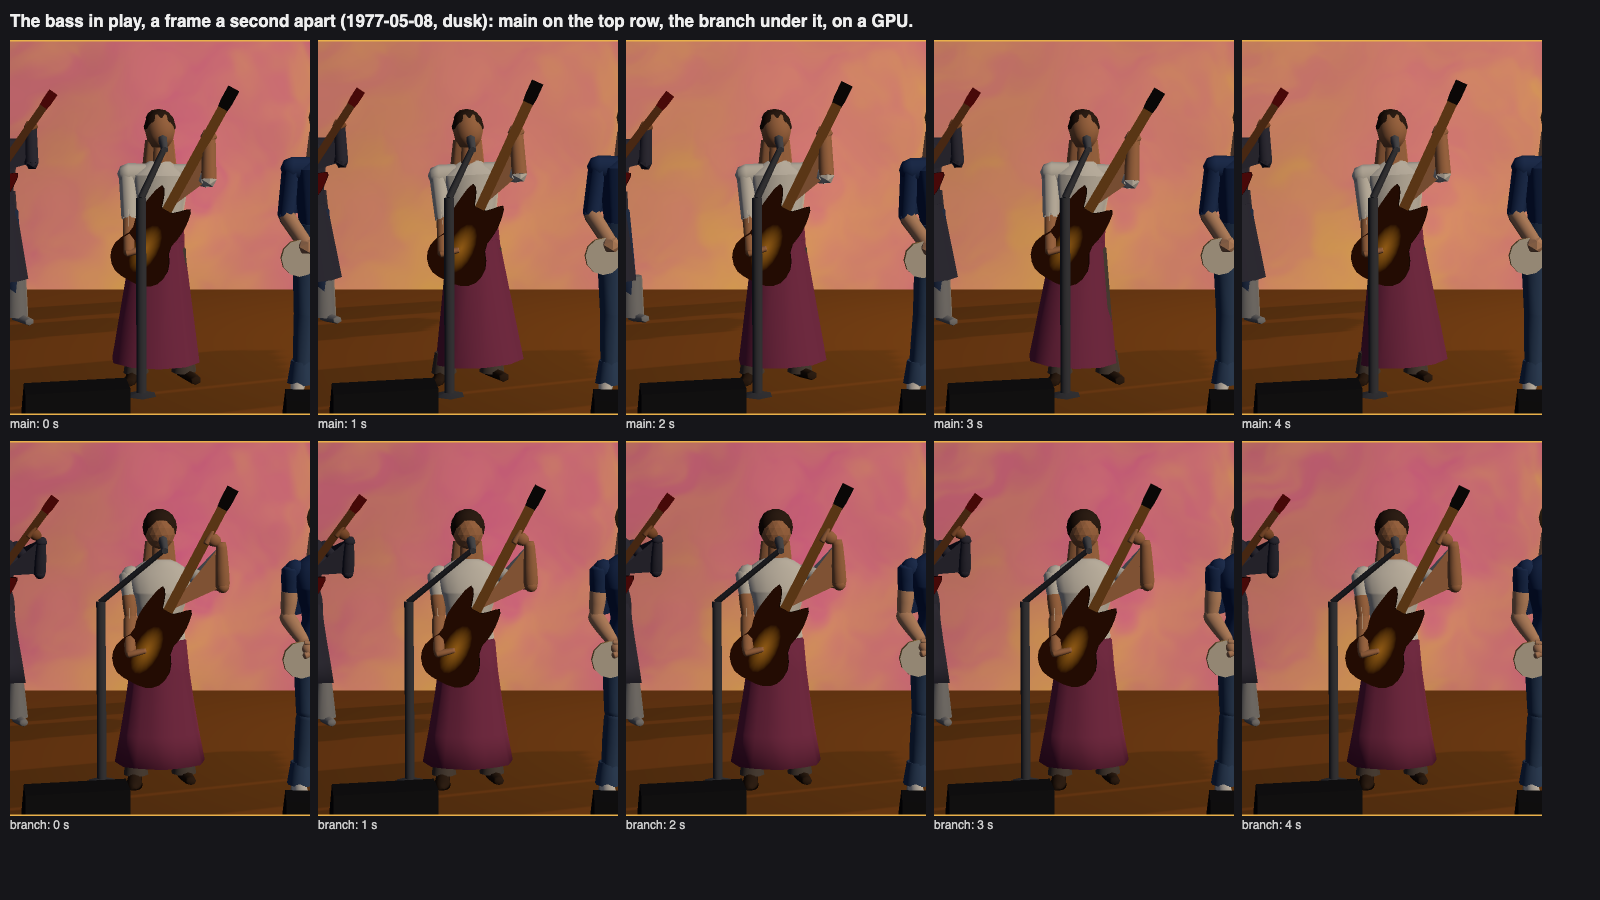 The bass in play, a frame a second apart (1977-05-08, dusk): main on the top row, the branch under it, on a GPU.
main: 0 s
main: 1 s
main: 2 s
main: 3 s
main: 4 s
branch: 0 s
branch: 1 s
branch: 2 s
branch: 3 s
branch: 4 s